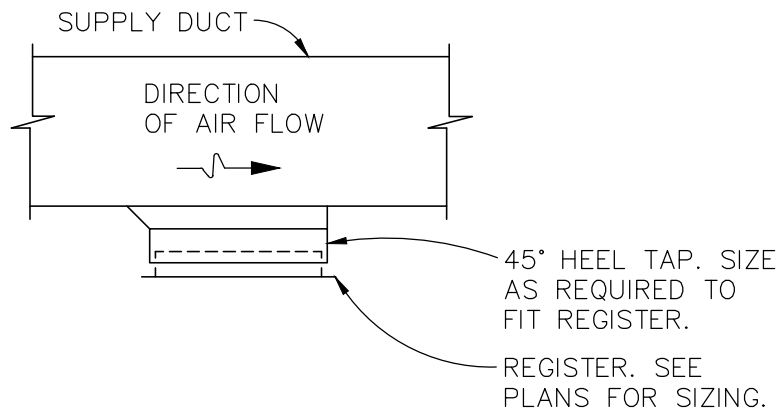 SUPPLY DUCT
DIRECTION
OF AIR FLOW
45° HEEL TAP. SIZE
AS REQUIRED TO
FIT REGISTER.
REGISTER. SEE
PLANS FOR SIZING.